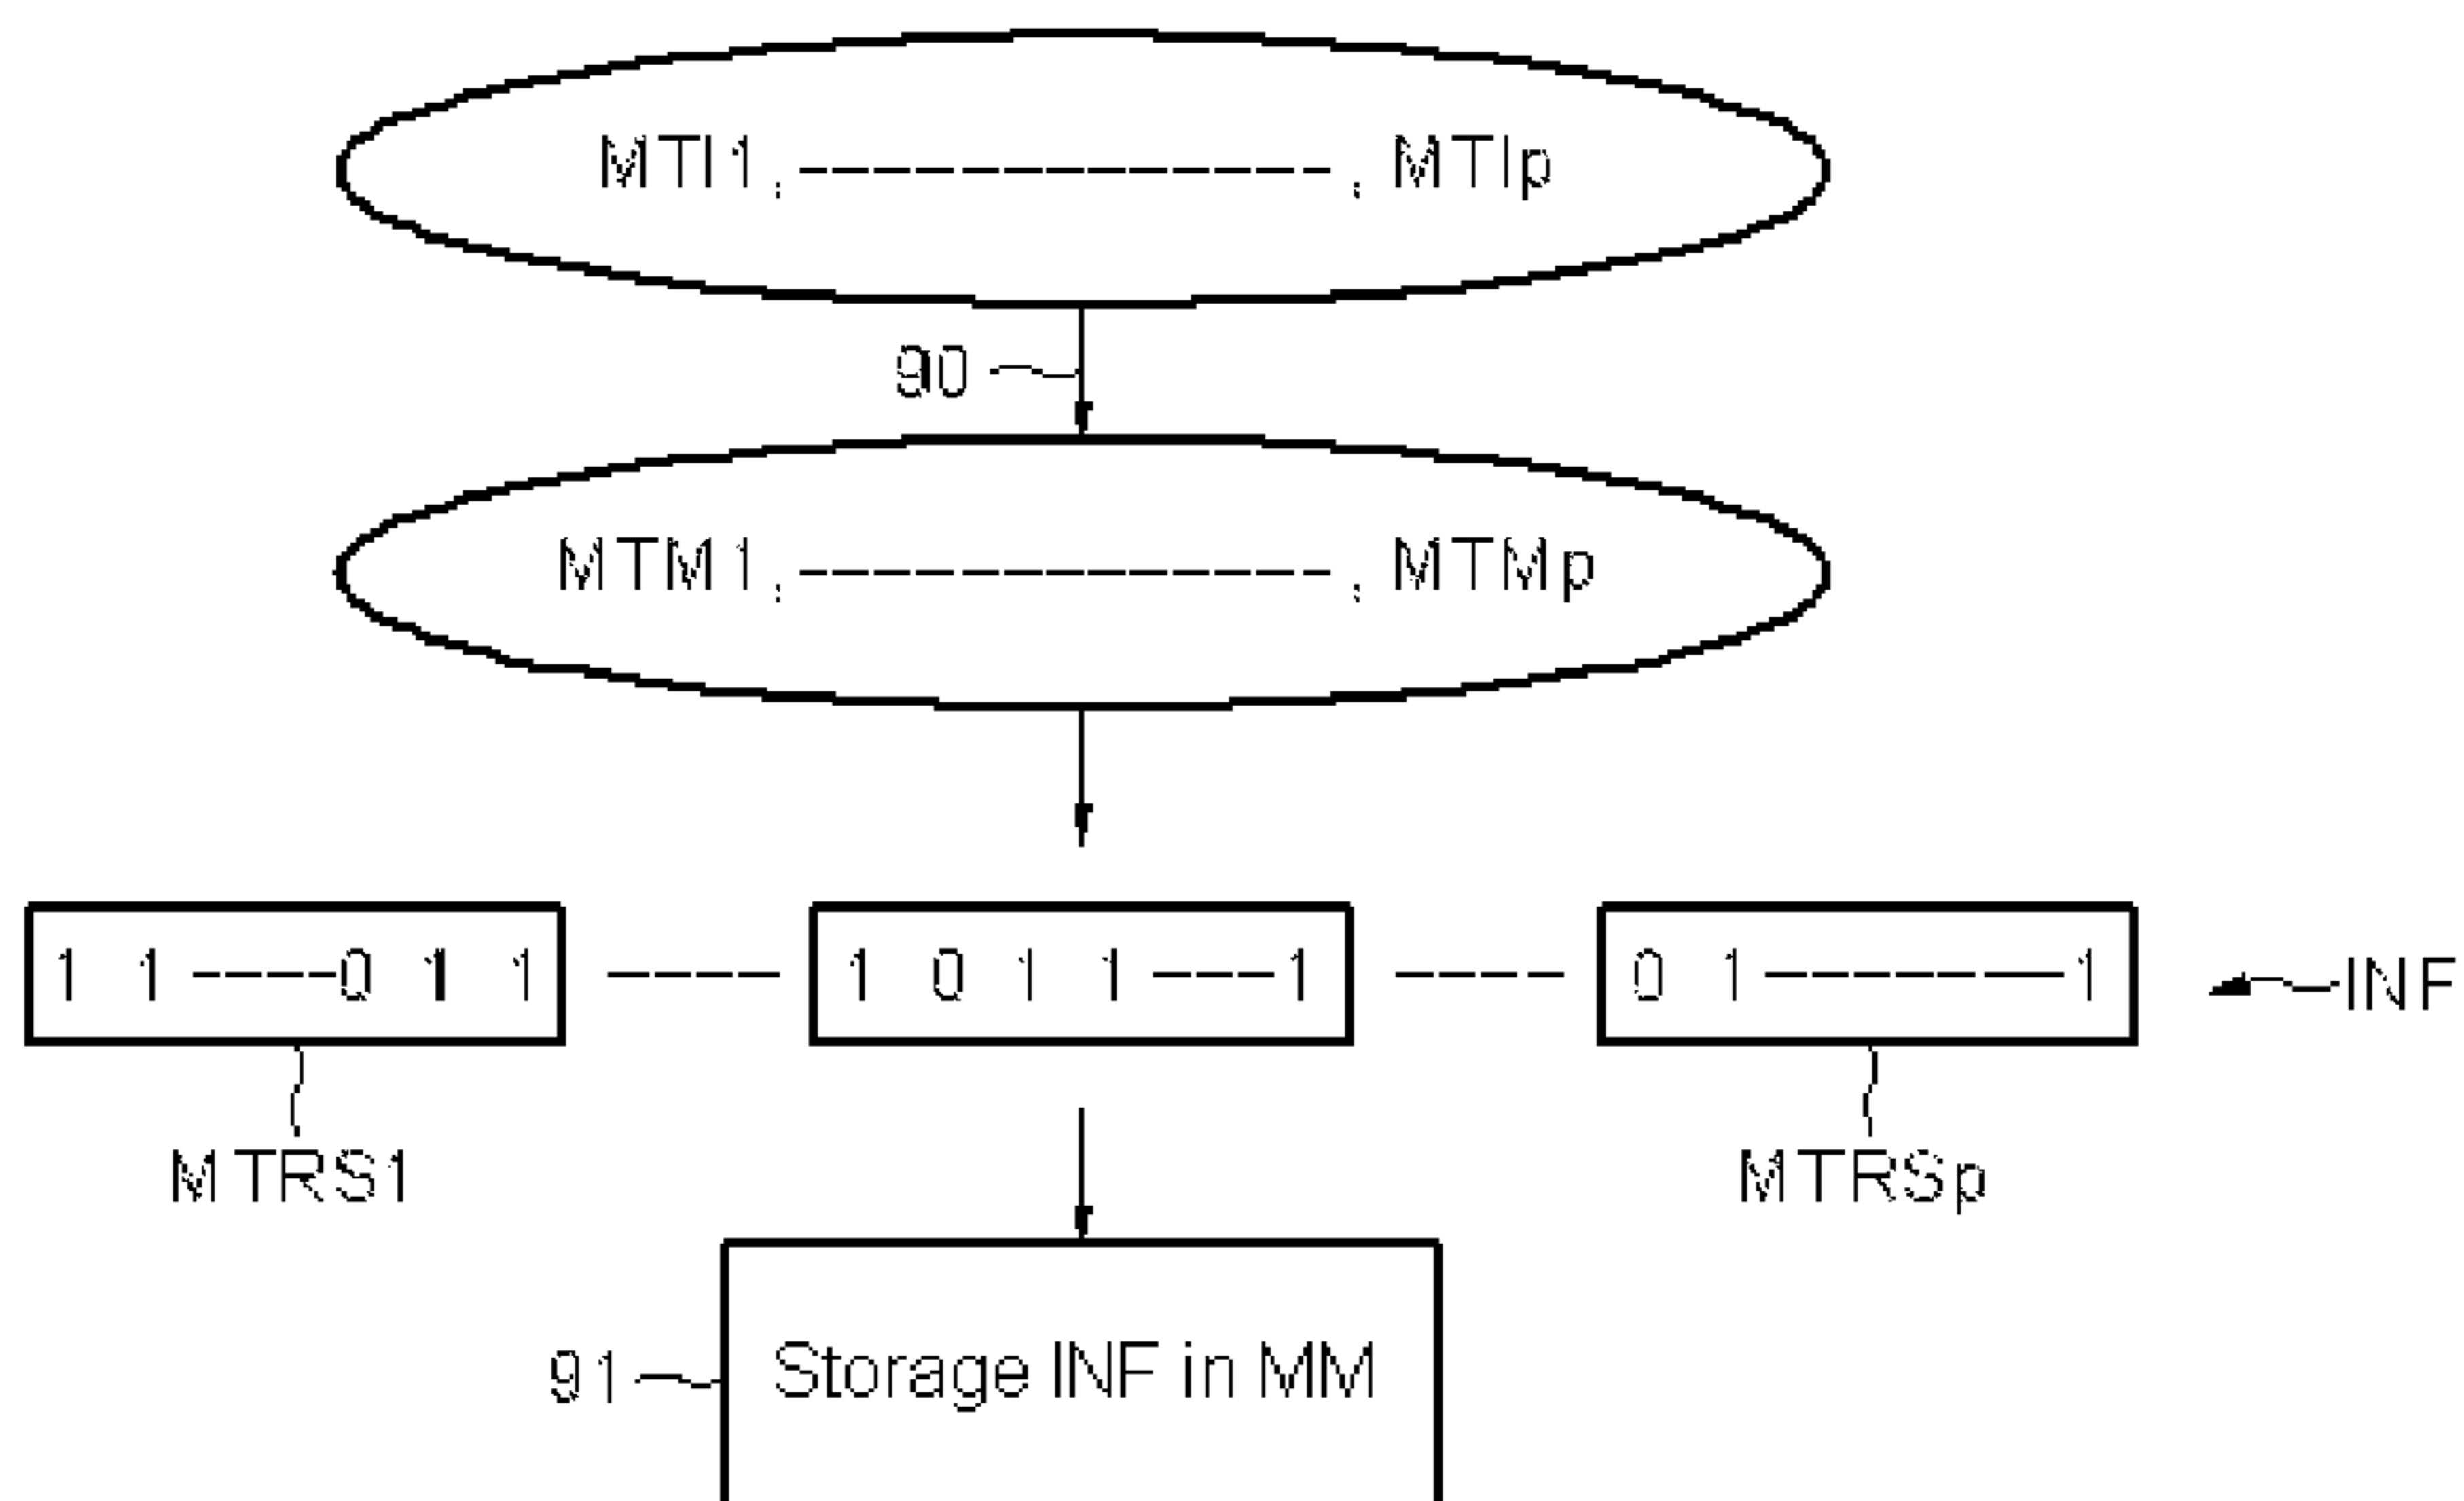 MTI1, ---------------, MTIp
90
MTM1, ---------------, MTMp
1 1 ----0 1 1 ---- 1 0 1 1 ---1 ---- 0 1 -------1 INF
MTRS1 MTRSp
91 Storage INF in MM